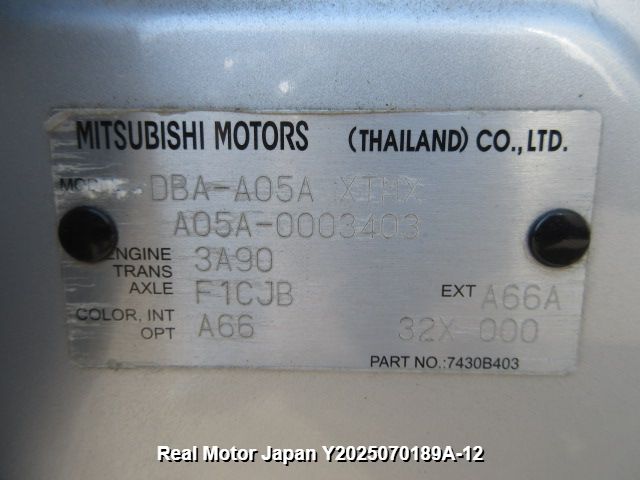 MITSUBISHI MOTORS (THAILAND) CO., LTD.
DBA-A05A XTHX
A05A-0003403
ENGINE 3A90
TRANS
AXLE F1CJB EXT A66A
COLOR, INT A66
OPT 32X 000
PART NO.:7430B403
Real Motor Japan Y2025070189A-12